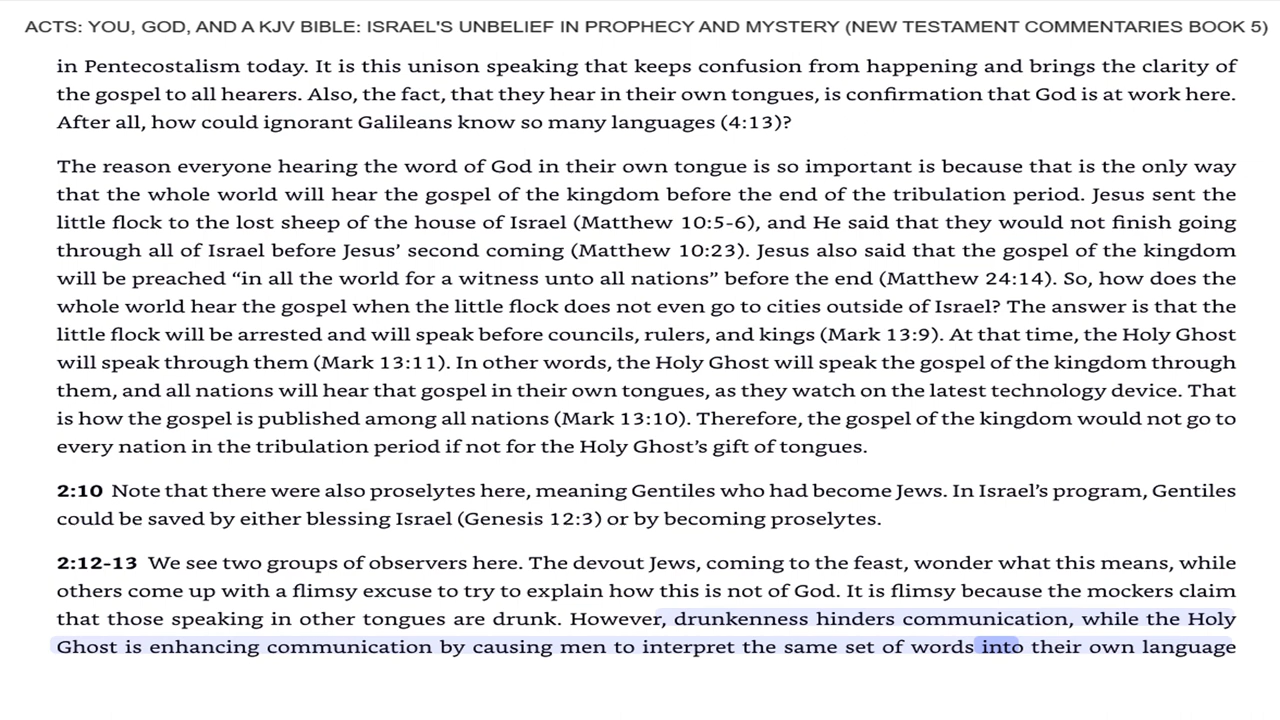 ACTS: YOU, GOD, AND A KJV BIBLE: ISRAEL'S UNBELIEF IN PROPHECY AND MYSTERY (NEW TESTAMENT COMMENTARIES BOOK 5)
in Pentecostalism today. It is this unison speaking that keeps confusion from happening and brings the clarity of
the gospel to all hearers. Also, the fact, that they hear in their own tongues, is confirmation that God is at work here.
After all, how could ignorant Galileans know so many languages (4:13)?
The reason everyone hearing the word of God in their own tongue is so important is because that is the only way
that the whole world will hear the gospel of the kingdom before the end of the tribulation period. Jesus sent the
little flock to the lost sheep of the house of Israel (Matthew 10:5-6), and He said that they would not finish going
through all of Israel before Jesus’ second coming (Matthew 10:23). Jesus also said that the gospel of the kingdom
will be preached “in all the world for a witness unto all nations” before the end (Matthew 24:14). So, how does the
whole world hear the gospel when the little flock does not even go to cities outside of Israel? The answer is that the
little flock will be arrested and will speak before councils, rulers, and kings (Mark 13:9). At that time, the Holy Ghost
will speak through them (Mark 13:11). In other words, the Holy Ghost will speak the gospel of the kingdom through
them, and all nations will hear that gospel in their own tongues, as they watch on the latest technology device. That
is how the gospel is published among all nations (Mark 13:10). Therefore, the gospel of the kingdom would not go to
every nation in the tribulation period if not for the Holy Ghost’s gift of tongues.
2:10 Note that there were also proselytes here, meaning Gentiles who had become Jews. In Israel’s program, Gentiles
could be saved by either blessing Israel (Genesis 12:3) or by becoming proselytes.
2:12-13 We see two groups of observers here. The devout Jews, coming to the feast, wonder what this means, while
others come up with a flimsy excuse to try to explain how this is not of God. It is flimsy because the mockers claim
that those speaking in other tongues are drunk. However, drunkenness hinders communication, while the Holy
Ghost is enhancing communication by causing men to interpret the same set of words into their own language